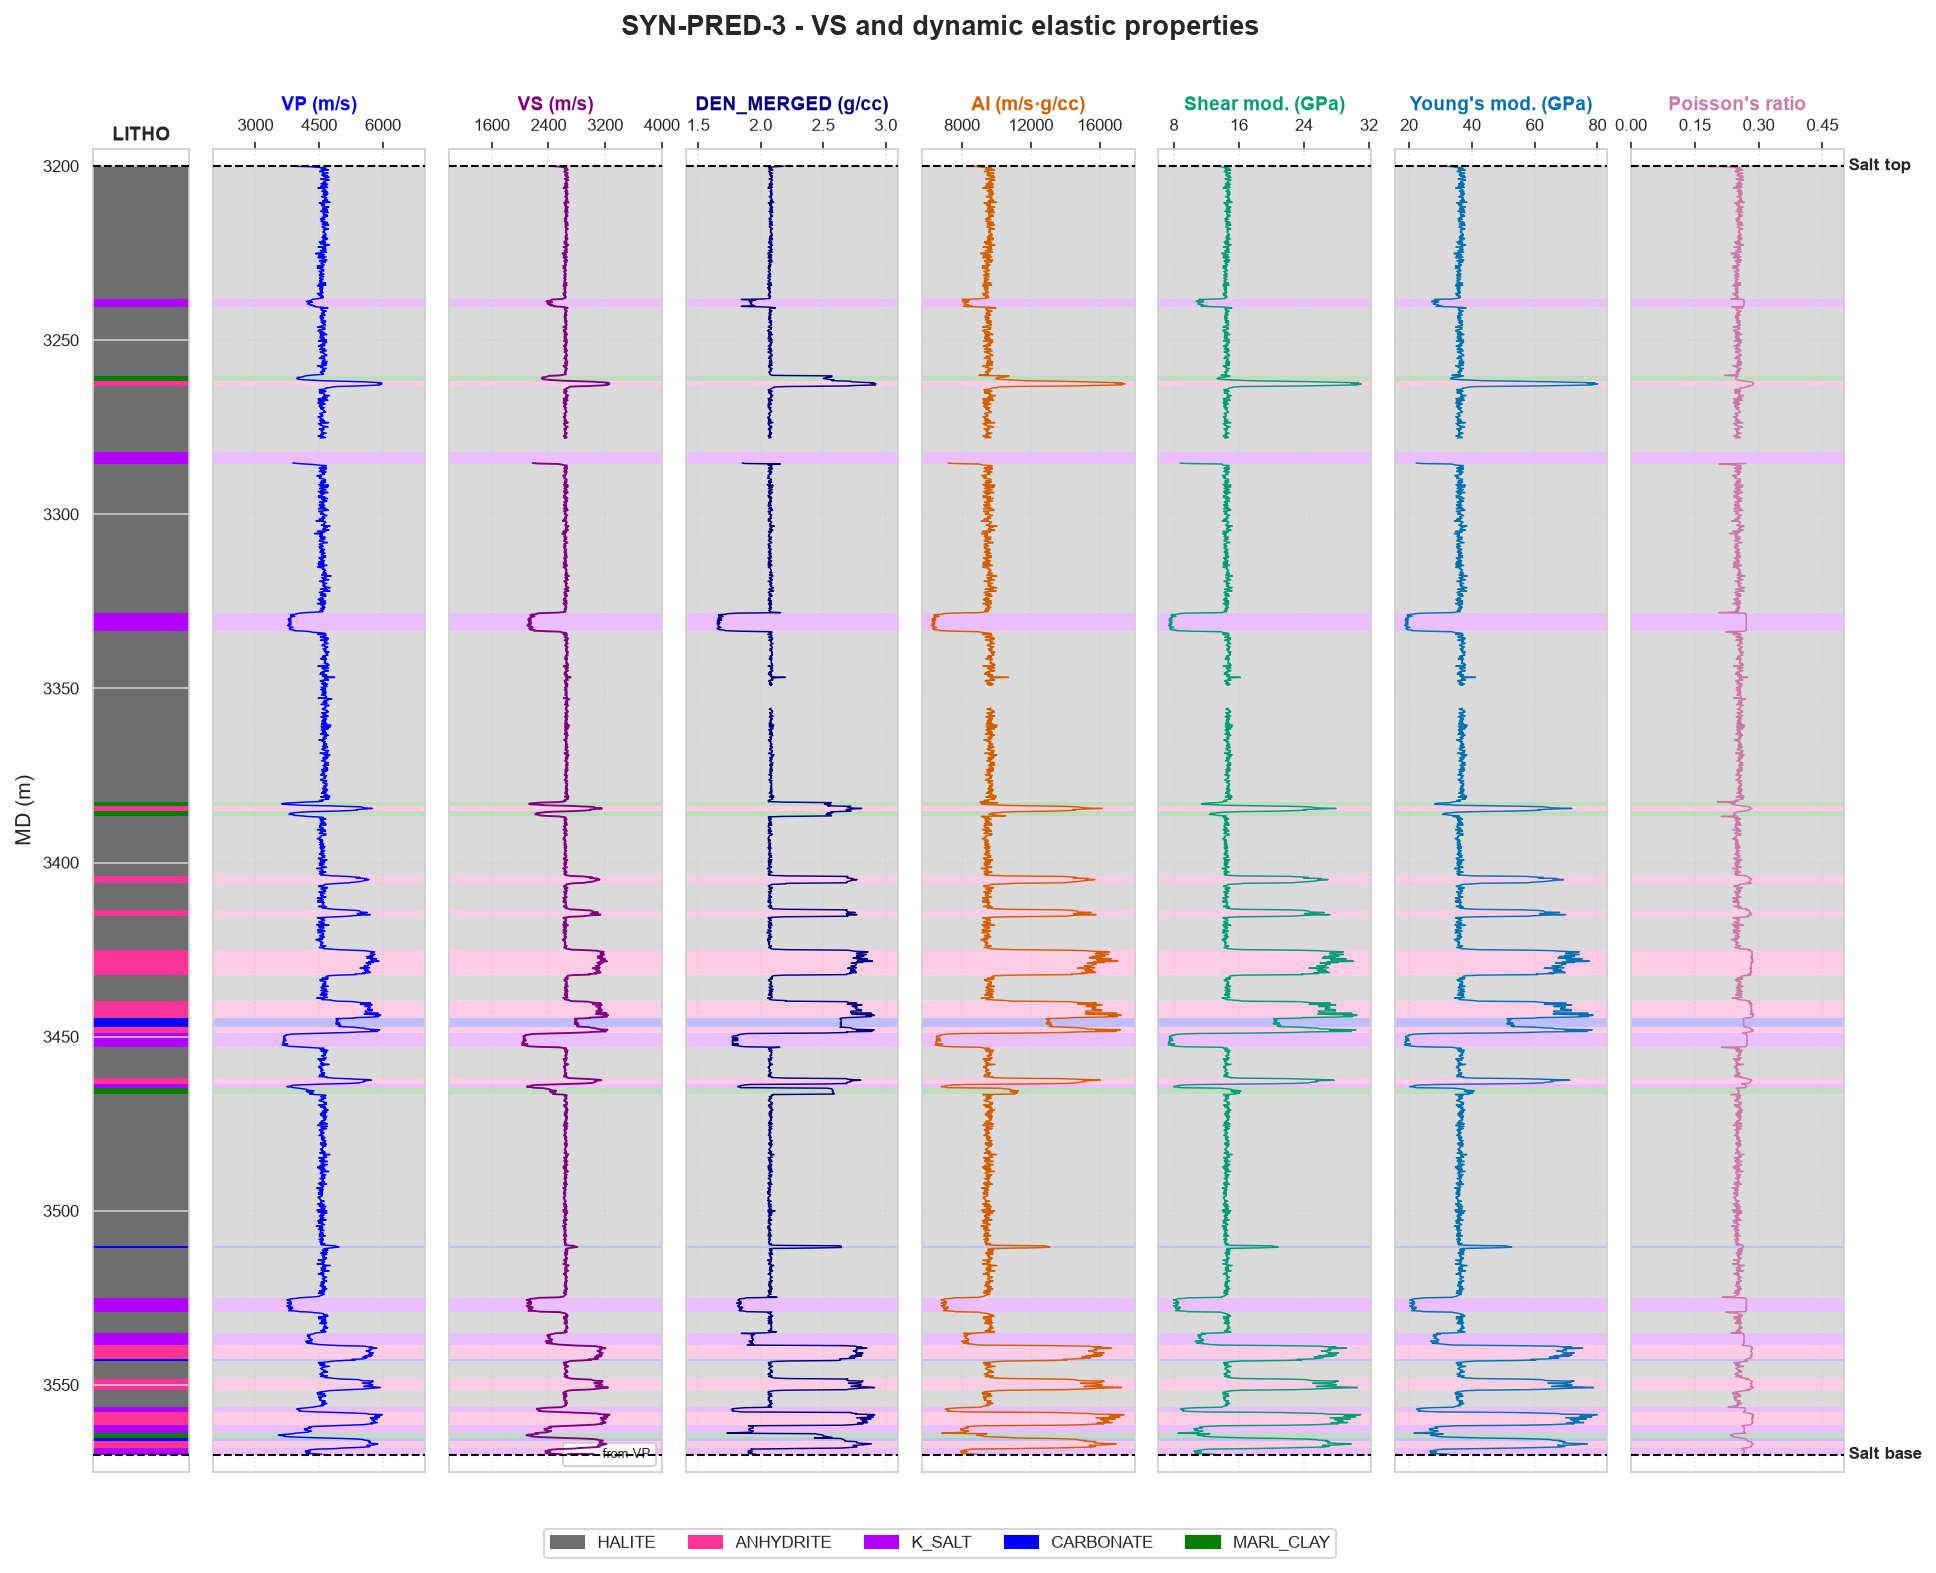 SYN-PRED-3 - VS and dynamic elastic properties
LITHO
VP (m/s)
3000 4500 6000
VS (m/s)
1600 2400 3200 4000
DEN_MERGED (g/cc)
1.5 2.0 2.5 3.0
AI (m/s·g/cc)
8000 12000 16000
Shear mod. (GPa)
8 16 24 32
Young's mod. (GPa)
20 40 60 80
Poisson's ratio
0.00 0.15 0.30 0.45
MD (m)
3200
3250
3300
3350
3400
3450
3500
3550
Salt top
Salt base
from VP
HALITE ANHYDRITE K_SALT CARBONATE MARL_CLAY